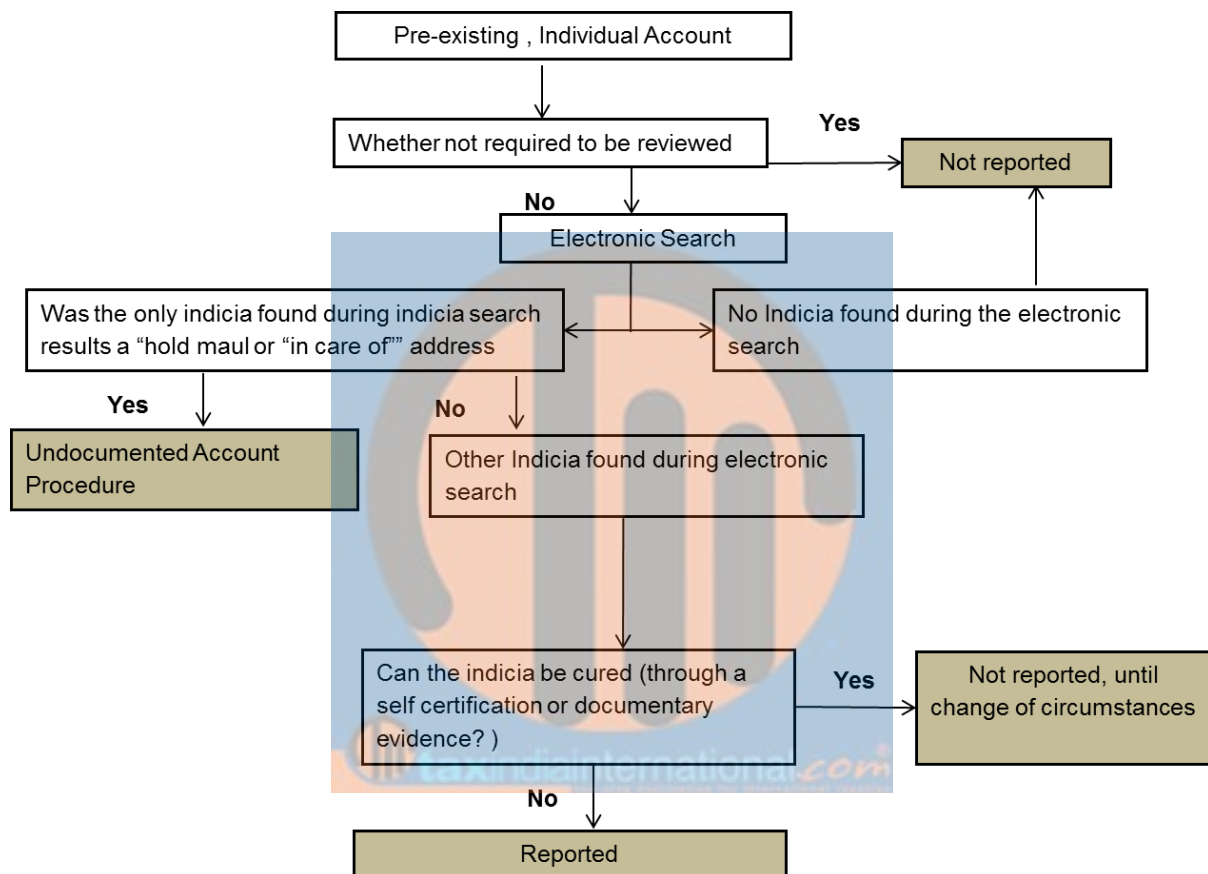 Pre-existing , Individual Account
Whether not required to be reviewed
Yes
Not reported
No
Electronic Search
Was the only indicia found during indicia search
results a “hold maul or “in care of”” address
No Indicia found during the electronic
search
Yes
No
Undocumented Account
Procedure
Other Indicia found during electronic
search
Can the indicia be cured (through a
self certification or documentary
evidence? )
Yes
Not reported, until
change of circumstances
taxindiainternational.com
No
Reported